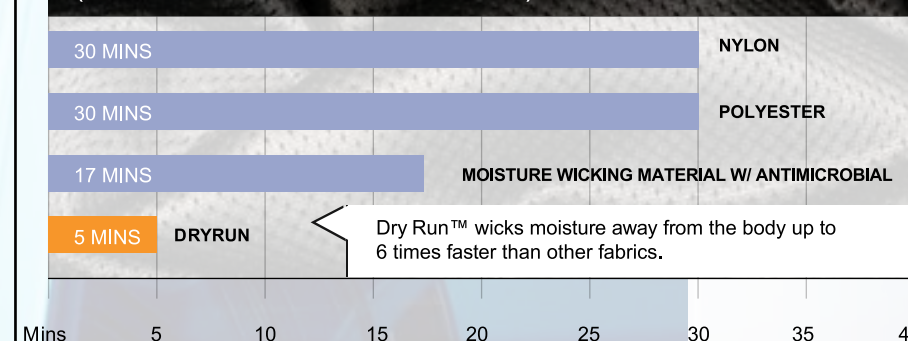 30 MINS NYLON
30 MINS POLYESTER
17 MINS MOISTURE WICKING MATERIAL W/ ANTIMICROBIAL
5 MINS DRYRUN
Dry Run™ wicks moisture away from the body up to
6 times faster than other fabrics.
Mins 5 10 15 20 25 30 35